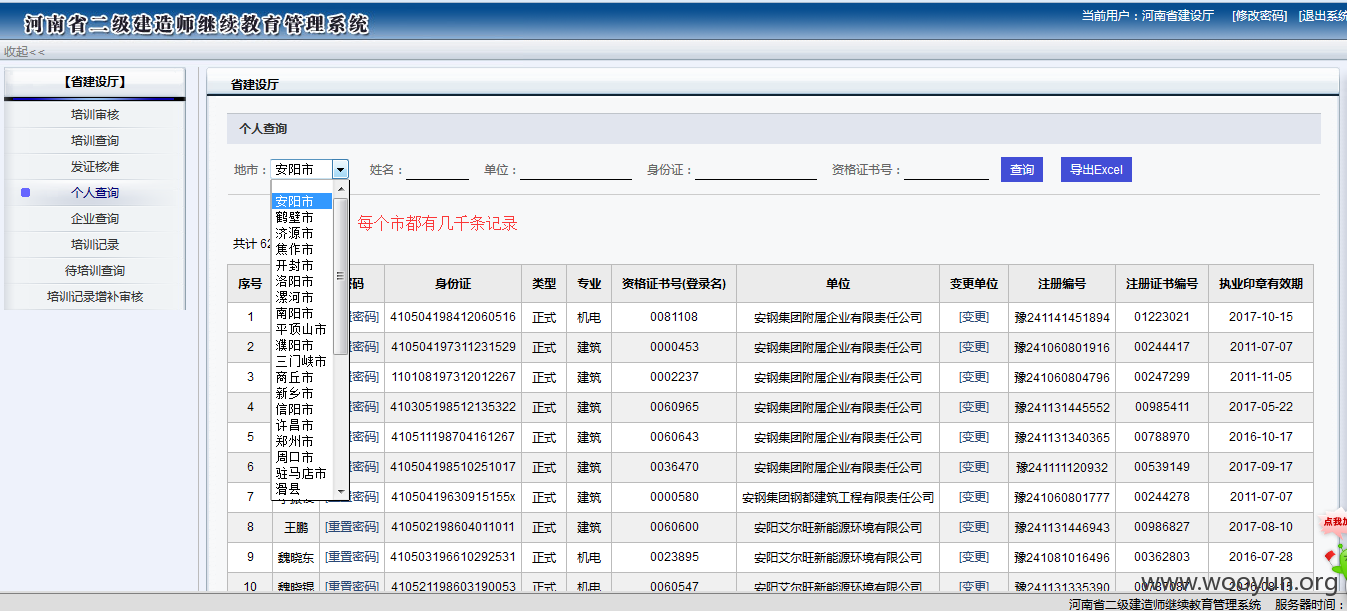 河南省二级建造师继续教育管理系统
当前用户：河南省建设厅 [修改密码] [退出系统
收起<<
【省建设厅】
培训审核
培训查询
发证核准
个人查询
企业查询
培训记录
待培训查询
培训记录增补审核
省建设厅
个人查询
地市： 安阳市 姓名： 单位： 身份证： 资格证书号： 查询 导出Excel
安阳市
鹤壁市
济源市
焦作市
开封市
洛阳市
漯河市
南阳市
平顶山市
濮阳市
三门峡市
商丘市
新乡市
信阳市
许昌市
郑州市
周口市
驻马店市
滑县
每个市都有几千条记录
共计 62
序号 码 身份证 类型 专业 资格证书号(登录名) 单位 变更单位 注册编号 注册证书编号 执业印章有效期
1 密码] 410504198412060516 正式 机电 0081108 安钢集团附属企业有限责任公司 [变更] 豫241141451894 01223021 2017-10-15
2 密码] 410504197311231529 正式 建筑 0000453 安钢集团附属企业有限责任公司 [变更] 豫241060801916 00244417 2011-07-07
3 密码] 110108197312012267 正式 建筑 0002237 安钢集团附属企业有限责任公司 [变更] 豫241060804796 00247299 2011-11-05
4 密码] 410305198512135322 正式 建筑 0060965 安钢集团附属企业有限责任公司 [变更] 豫241131445552 00985411 2017-05-22
5 密码] 410511198704161267 正式 建筑 0060643 安钢集团附属企业有限责任公司 [变更] 豫241131340365 00788970 2016-10-17
6 密码] 410504198510251017 正式 建筑 0036470 安钢集团附属企业有限责任公司 [变更] 豫241111120932 00539149 2017-09-17
7 密码] 41050419630915155x 正式 建筑 0000580 安钢集团钢都建筑工程有限责任公司 [变更] 豫241060801777 00244278 2011-07-07
8 王鹏 [重置密码] 410502198604011011 正式 建筑 0060600 安阳艾尔旺新能源环境有限公司 [变更] 豫241131446943 00986827 2017-08-10
9 魏晓东 [重置密码] 410503196610292531 正式 机电 0023895 安阳艾尔旺新能源环境有限公司 [变更] 豫241081016496 00362803 2016-07-28
10 [重置密码] 410521198603190053 正式 机电 0060547 安阳艾尔旺新能源环境有限公司 [变更] 豫241131335390
点我加
www.wooyun.org
河南省二级建造师继续教育管理系统 服务器时间：